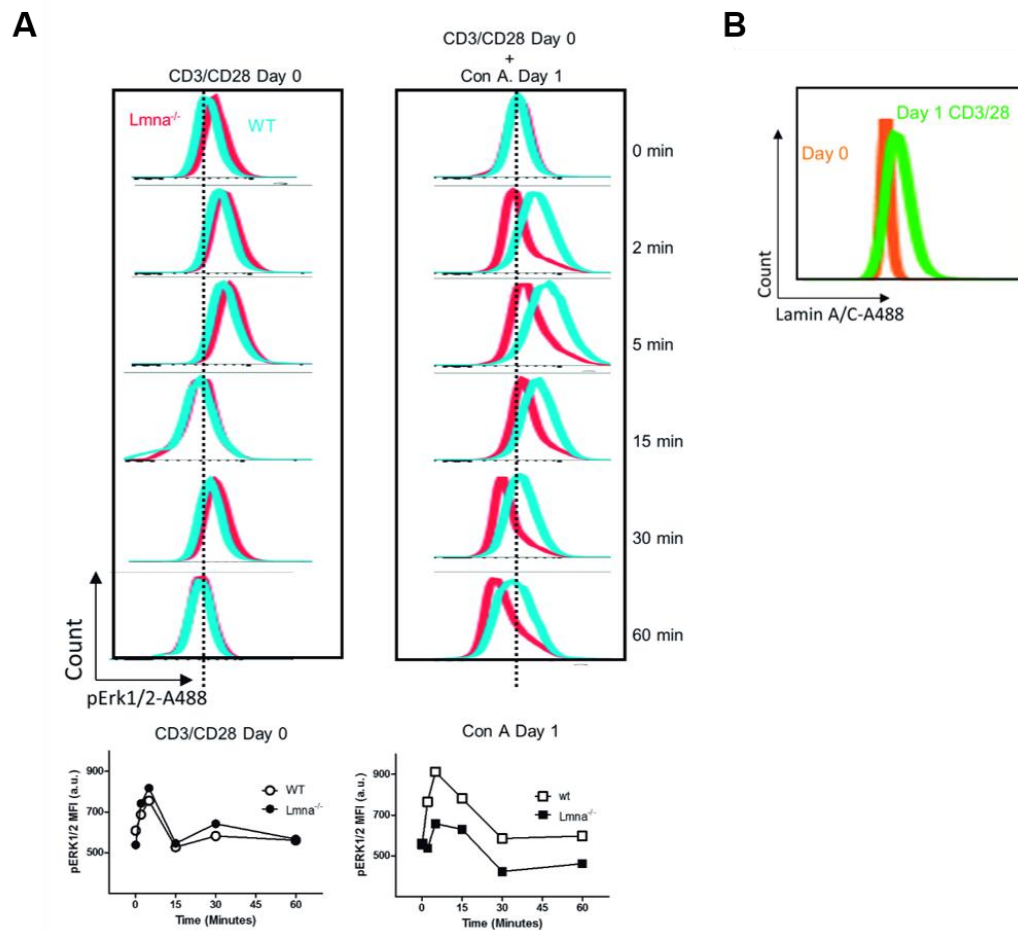 A
B
CD3/CD28 Day 0
CD3/CD28 Day 0
+
Con A. Day 1
Lmna-/-
WT
0 min
2 min
5 min
15 min
30 min
60 min
Count
pErk1/2-A488
Day 1 CD3/28
Day 0
Count
Lamin A/C-A488
CD3/CD28 Day 0
pERK1/2 MFI (a.u.)
900
700
500
WT
Lmna-/-
0 15 30 45 60
Time (Minutes)
Con A Day 1
pERK1/2 MFI (a.u.)
900
700
500
wt
Lmna-/-
0 15 30 45 60
Time (Minutes)